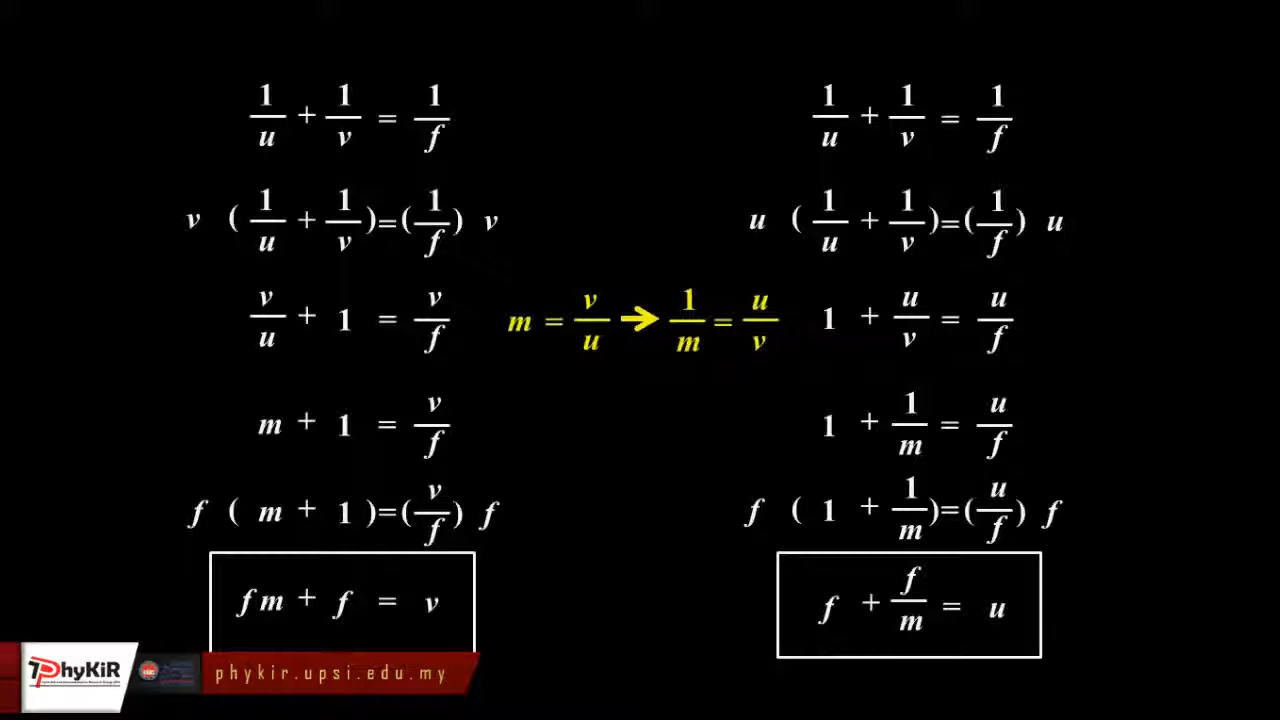 1/u + 1/v = 1/f
v (1/u + 1/v)=(1/f) v
v/u + 1 = v/f
m + 1 = v/f
f ( m + 1 )=(v/f) f
fm + f = v
m = v/u → 1/m = u/v
1/u + 1/v = 1/f
u (1/u + 1/v)=(1/f) u
1 + u/v = u/f
1 + 1/m = u/f
f ( 1 + 1/m)=(u/f) f
f + f/m = u
PhyKiR
phykir.upsi.edu.my